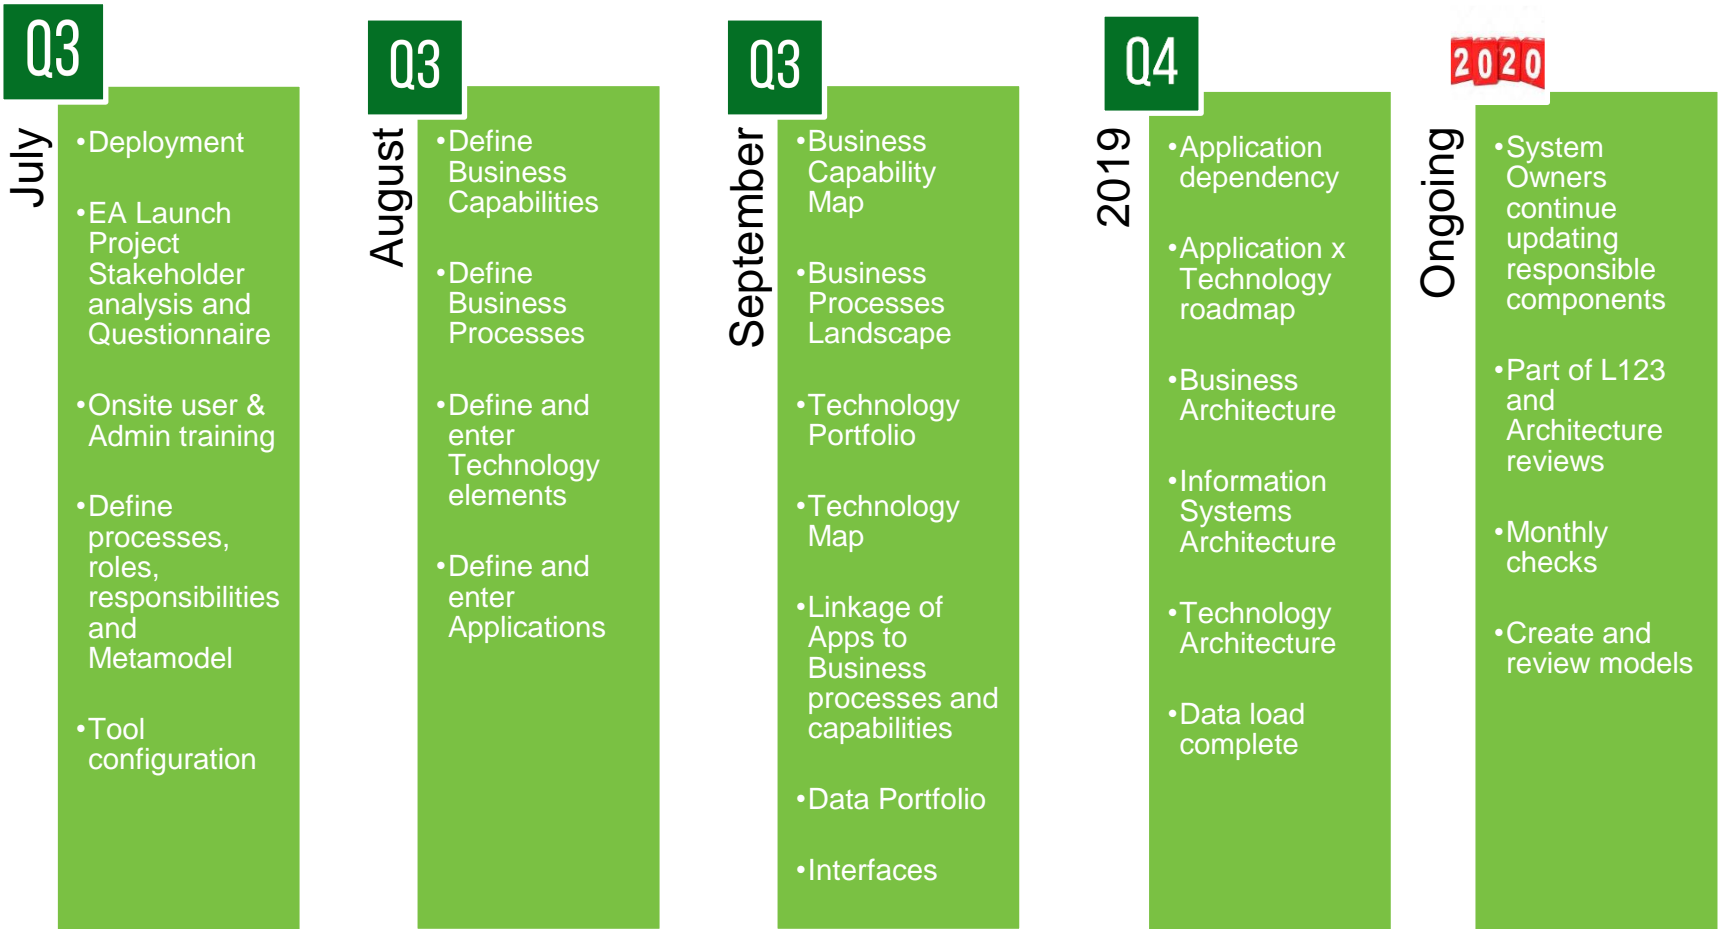 Q3
July
•Deployment
•EA Launch
Project
Stakeholder
analysis and
Questionnaire
•Onsite user &
Admin training
•Define
processes,
roles,
responsibilities
and
Metamodel
•Tool
configuration
Q3
August
•Define
Business
Capabilities
•Define
Business
Processes
•Define and
enter
Technology
elements
•Define and
enter
Applications
Q3
September
•Business
Capability
Map
•Business
Processes
Landscape
•Technology
Portfolio
•Technology
Map
•Linkage of
Apps to
Business
processes and
capabilities
•Data Portfolio
•Interfaces
Q4
2019
•Application
dependency
•Application x
Technology
roadmap
•Business
Architecture
•Information
Systems
Architecture
•Technology
Architecture
•Data load
complete
2020
Ongoing
•System
Owners
continue
updating
responsible
components
•Part of L123
and
Architecture
reviews
•Monthly
checks
•Create and
review models